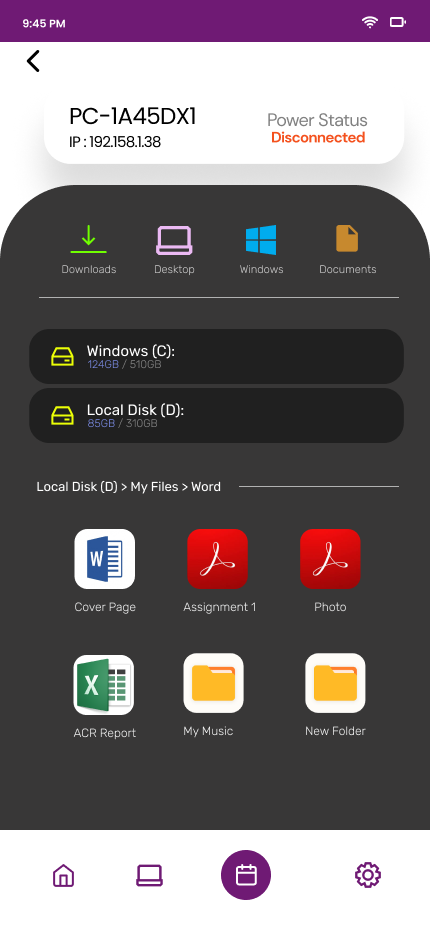 9:45 PM
PC-1A45DX1
IP : 192.158.1.38
Power Status
Disconnected
Downloads
Desktop
Windows
Documents
Windows (C):
124GB / 510GB
Local Disk (D):
85GB / 310GB
Local Disk (D) > My Files > Word
W
Cover Page
Assignment 1
Photo
X
ACR Report
My Music
New Folder